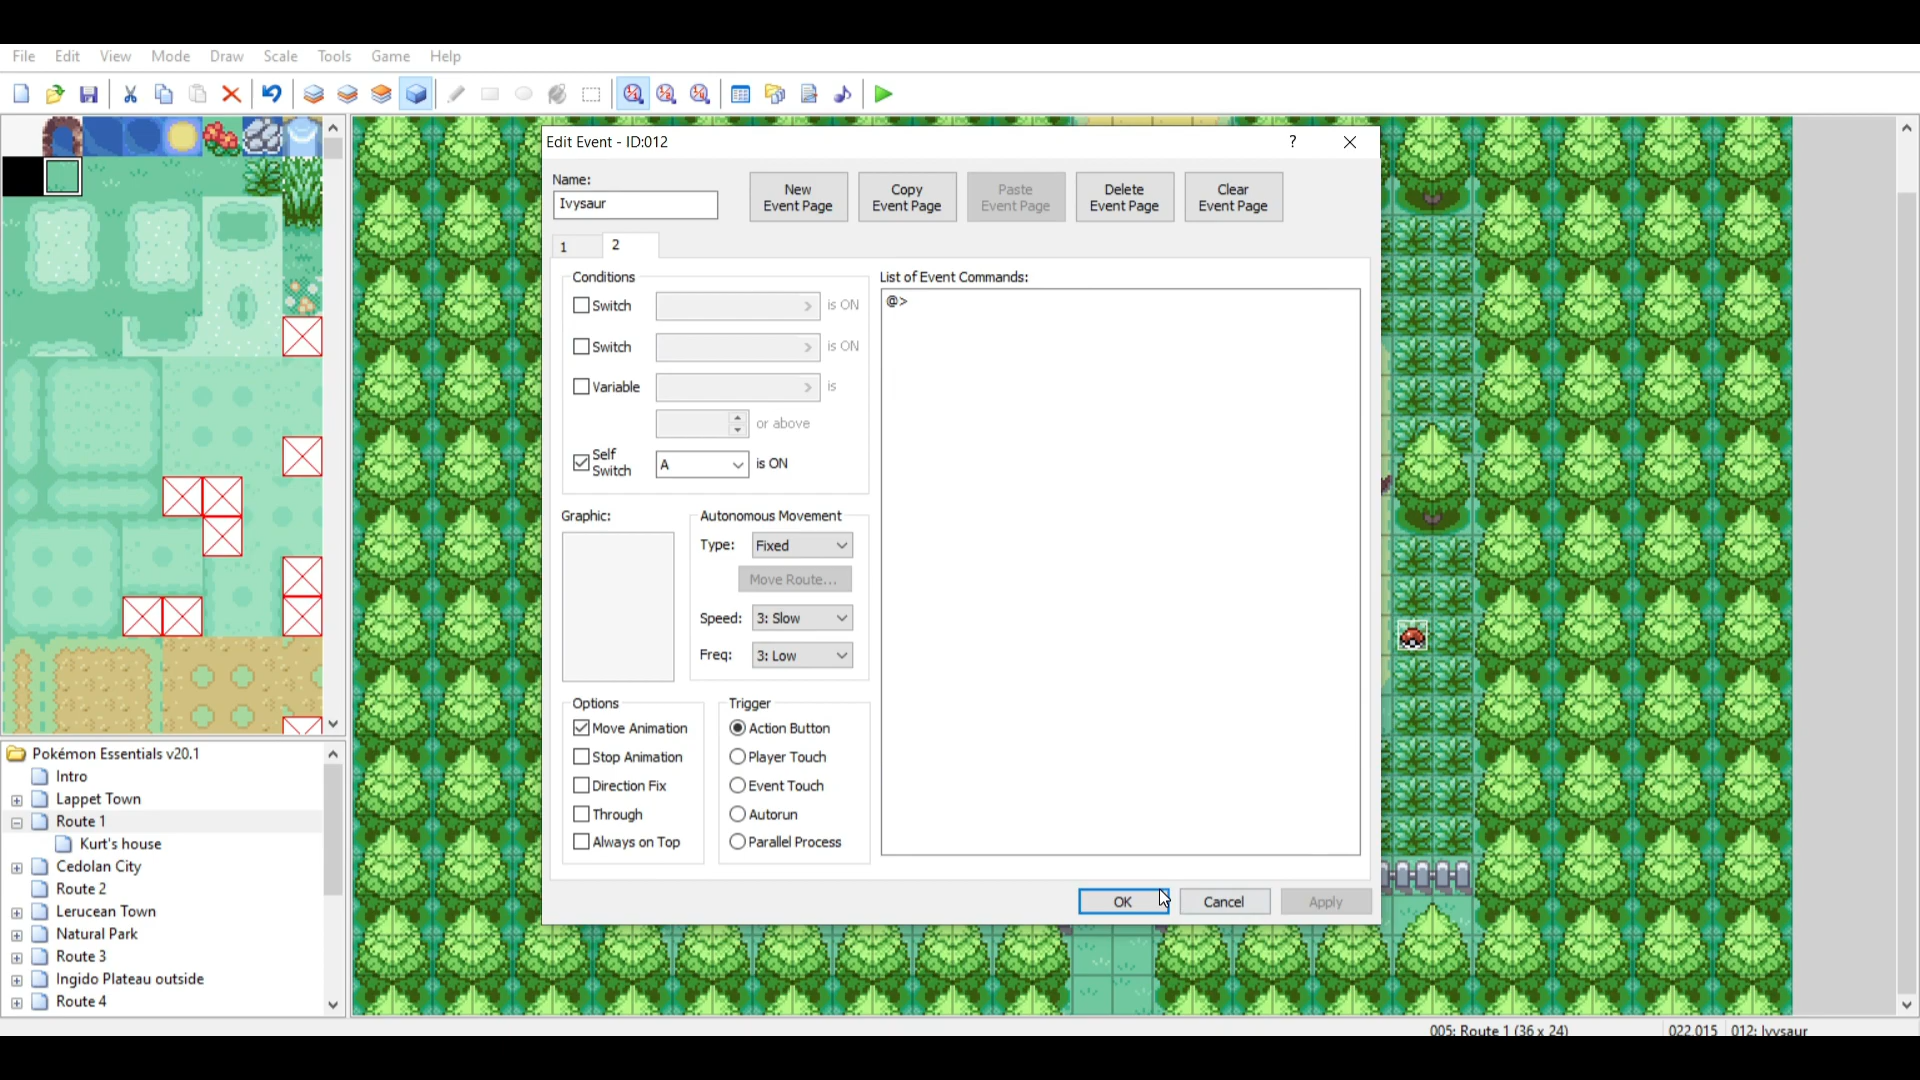 File Edit View Mode Draw Scale Tools Game Help
Edit Event - ID:012
?
Name:
Ivysaur
New
Event Page
Copy
Event Page
Paste
Event Page
Delete
Event Page
Clear
Event Page
1
2
Conditions
Switch
is ON
Switch
is ON
Variable
is
or above
Self
Switch
A
is ON
Graphic:
Autonomous Movement
Type:
Fixed
Move Route...
Speed:
3: Slow
Freq:
3: Low
Options
Move Animation
Stop Animation
Direction Fix
Through
Always on Top
Trigger
Action Button
Player Touch
Event Touch
Autorun
Parallel Process
List of Event Commands:
@>
OK
Cancel
Apply
Pokémon Essentials v20.1
Intro
Lappet Town
Route 1
Kurt's house
Cedolan City
Route 2
Lerucean Town
Natural Park
Route 3
Ingido Plateau outside
Route 4
005: Route 1 (36 x 24)
022,015
012: Ivysaur